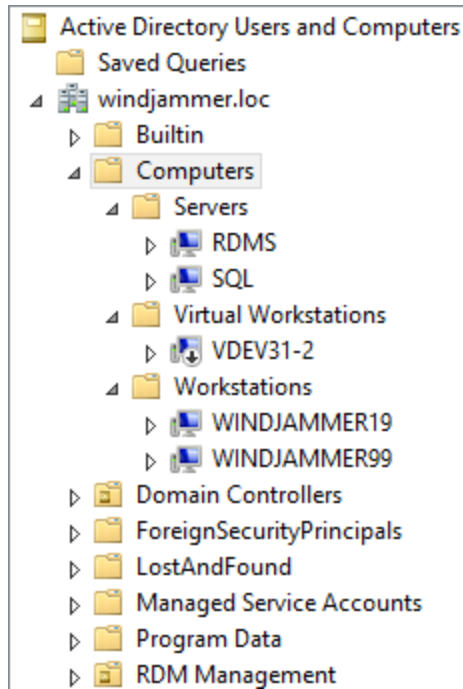 Active Directory Users and Computers
Saved Queries
windjammer.loc
Builtin
Computers
Servers
RDMS
SQL
Virtual Workstations
VDEV31-2
Workstations
WINDJAMMER19
WINDJAMMER99
Domain Controllers
ForeignSecurityPrincipals
LostAndFound
Managed Service Accounts
Program Data
RDM Management